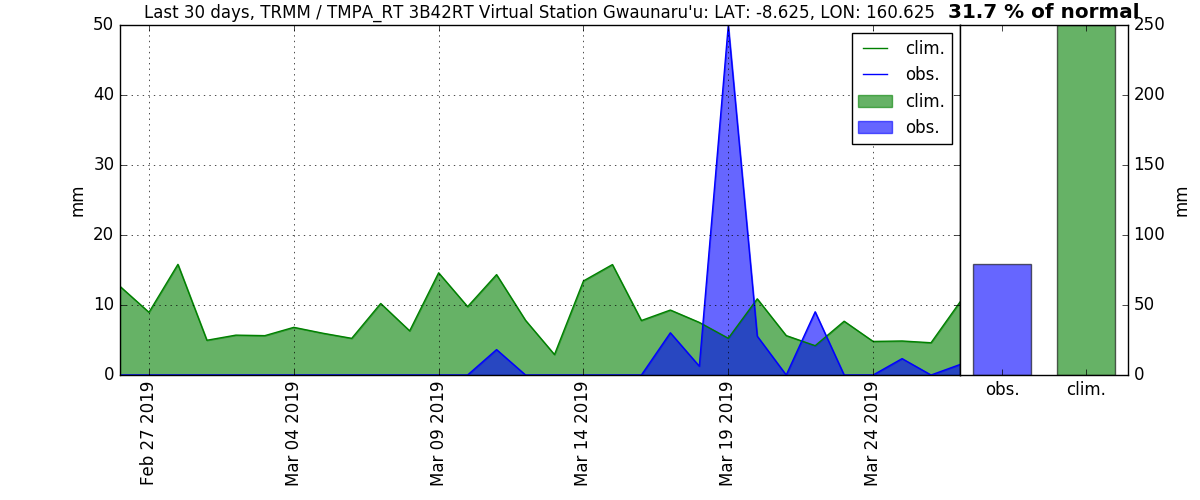 Last 30 days, TRMM / TMPA_RT 3B42RT Virtual Station Gwaunaru'u: LAT: -8.625, LON: 160.625 31.7 % of normal
50
40
30
20
10
0
mm
clim.
obs.
clim.
obs.
250
200
150
100
50
0
mm
obs.
clim.
Feb 27 2019
Mar 04 2019
Mar 09 2019
Mar 14 2019
Mar 19 2019
Mar 24 2019